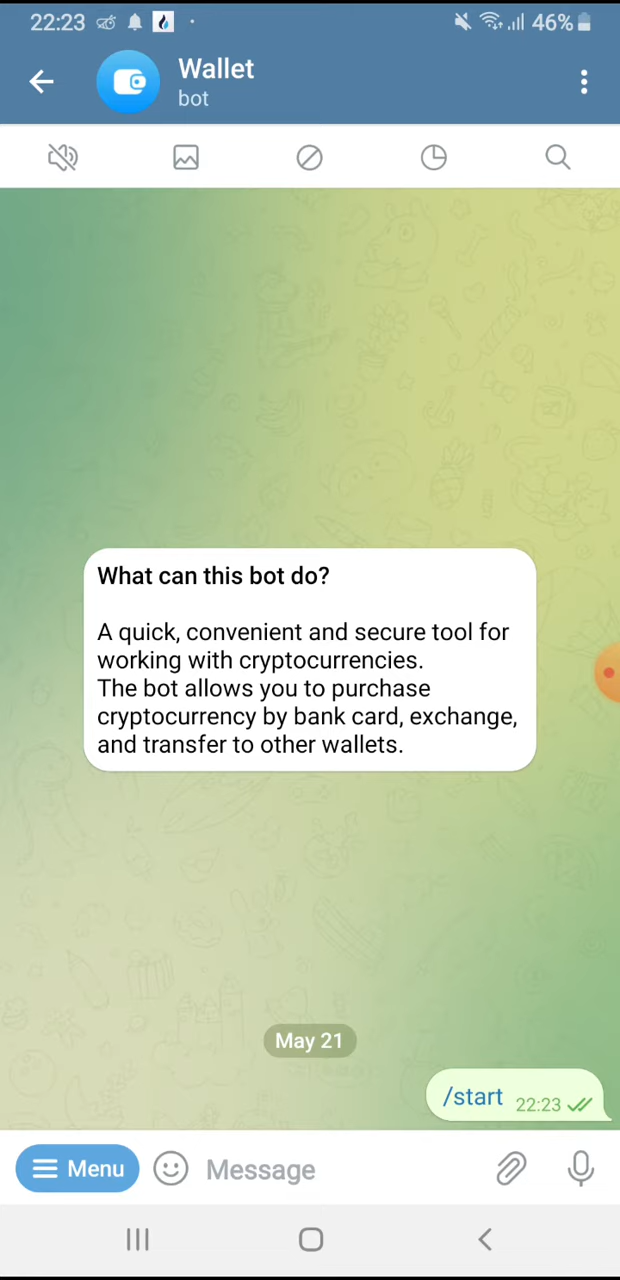 22:23
46%
Wallet
bot
What can this bot do?
A quick, convenient and secure tool for
working with cryptocurrencies.
The bot allows you to purchase
cryptocurrency by bank card, exchange,
and transfer to other wallets.
May 21
/start 22:23
Menu
Message